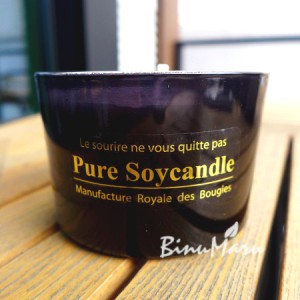 Le sourire ne vous quitte pas
Pure Soycandle
Manufacture Royale des Bougies
BinuMaru